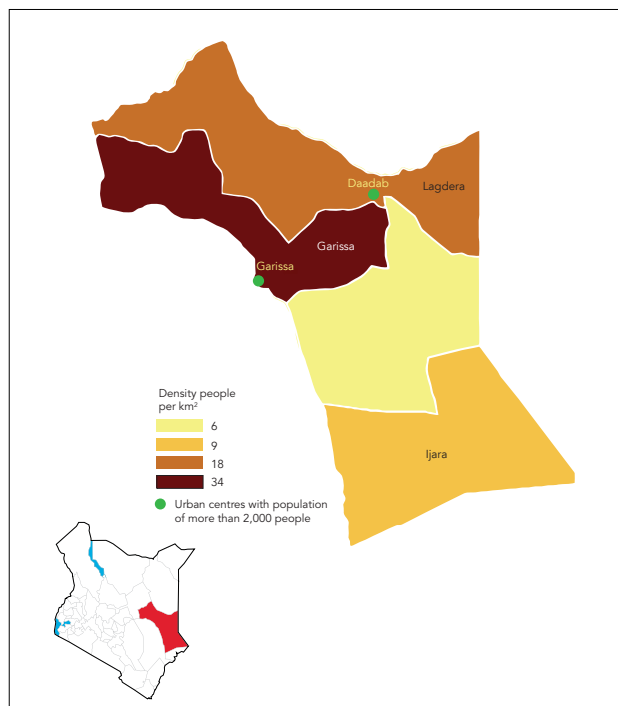 Daadab
Lagdera
Garissa
Garissa
Density people
per km²
6
9
18
34
Ijara
Urban centres with population
of more than 2,000 people